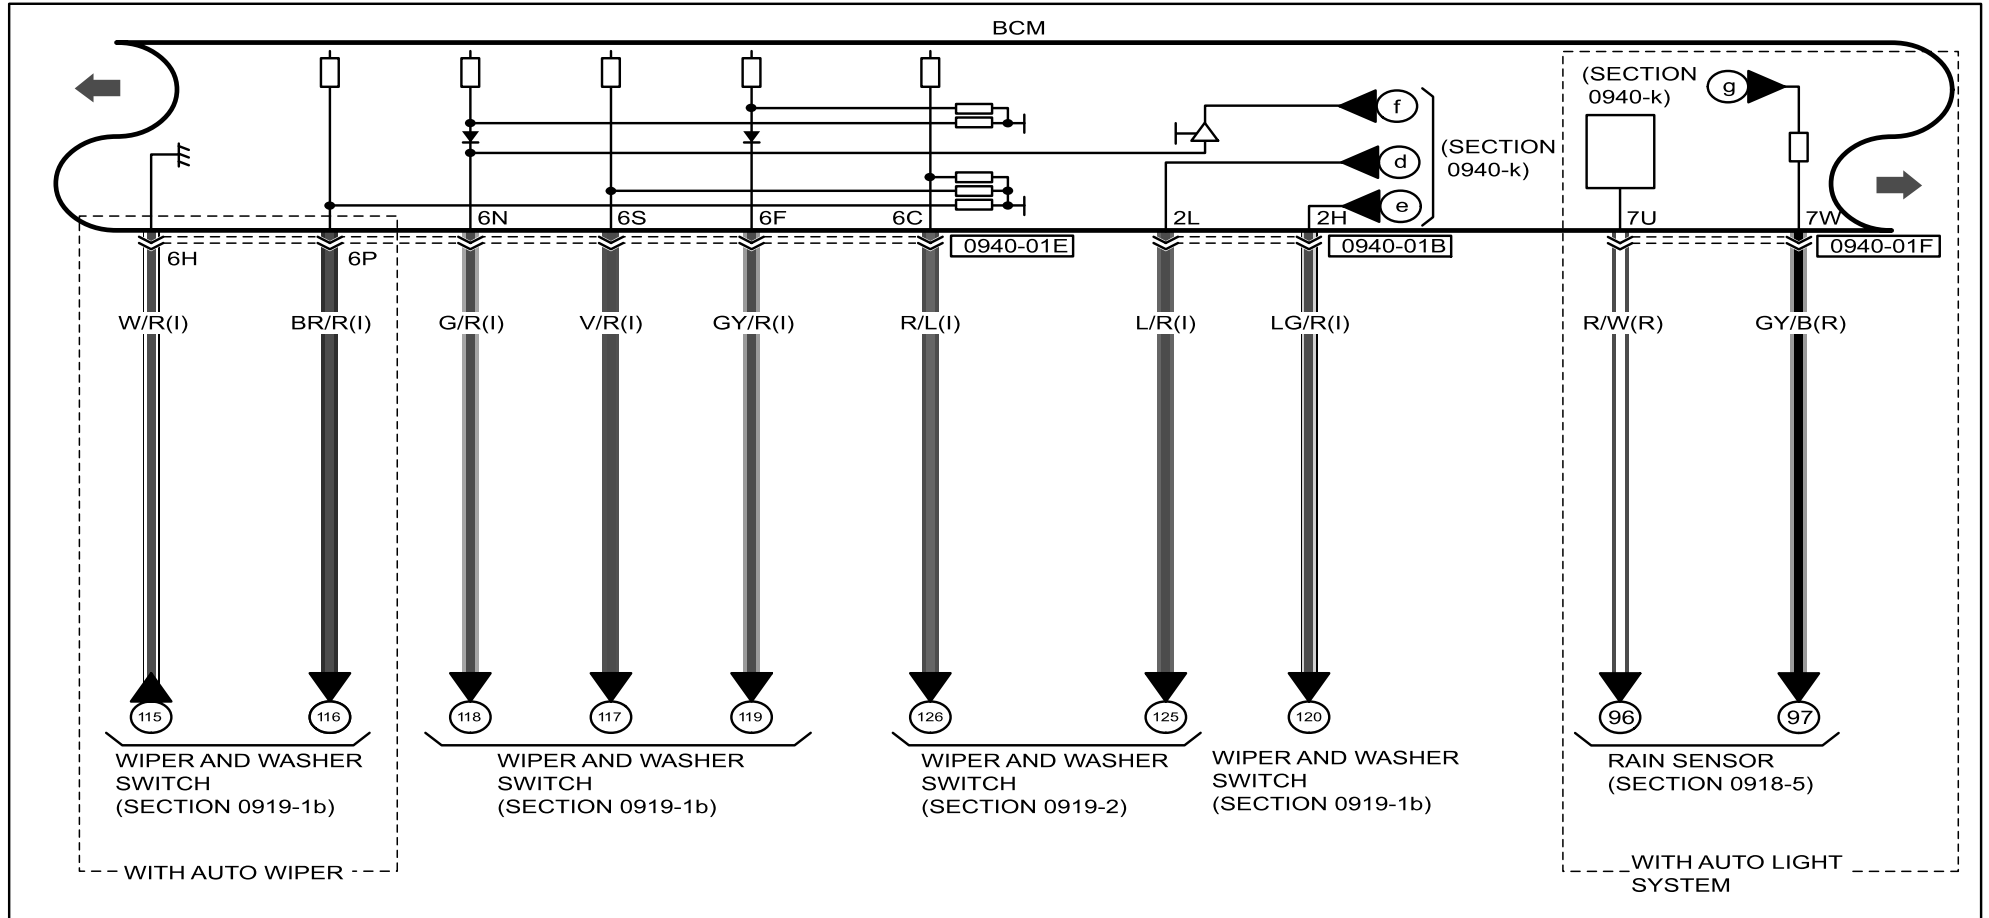 BCM
(SECTION
0940-k)
g
f
d
(SECTION
0940-k)
e
6N
6S
6F
6C
2L
2H
7U
7W
0940-01E
0940-01B
0940-01F
6H
6P
W/R(I)
BR/R(I)
G/R(I)
V/R(I)
GY/R(I)
R/L(I)
L/R(I)
LG/R(I)
R/W(R)
GY/B(R)
115
116
118
117
119
126
125
120
96
97
WIPER AND WASHER
SWITCH
(SECTION 0919-1b)
WIPER AND WASHER
SWITCH
(SECTION 0919-1b)
WIPER AND WASHER
SWITCH
(SECTION 0919-2)
WIPER AND WASHER
SWITCH
(SECTION 0919-1b)
RAIN SENSOR
(SECTION 0918-5)
WITH AUTO WIPER
WITH AUTO LIGHT
SYSTEM